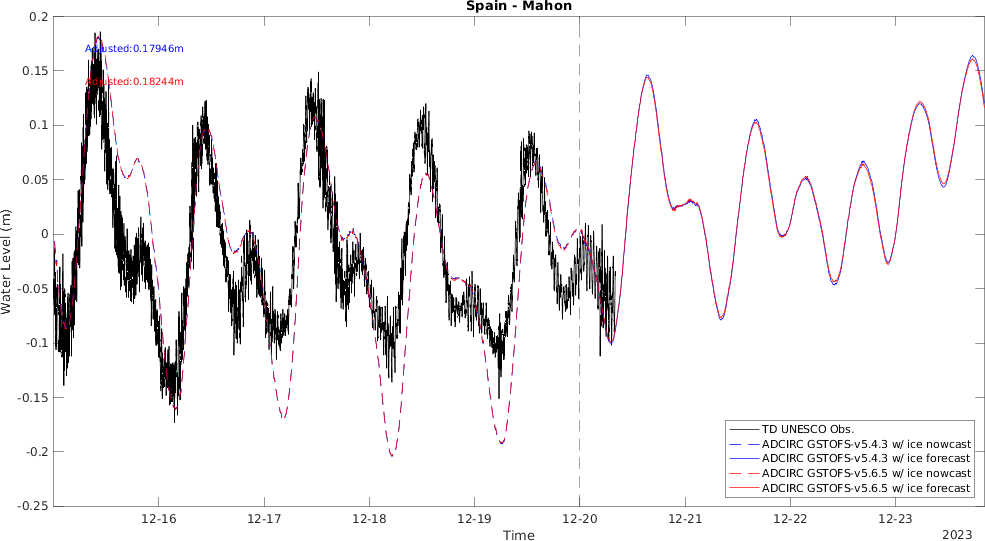 Spain - Mahon
0.2
0.15
0.1
0.05
0
-0.05
-0.1
-0.15
-0.2
-0.25
Water Level (m)
Adjusted:0.17946m
Adjusted:0.18244m
TD UNESCO Obs.
ADCIRC GSTOFS-v5.4.3 w/ ice nowcast
ADCIRC GSTOFS-v5.4.3 w/ ice forecast
ADCIRC GSTOFS-v5.6.5 w/ ice nowcast
ADCIRC GSTOFS-v5.6.5 w/ ice forecast
12-16 12-17 12-18 12-19 12-20 12-21 12-22 12-23
Time
2023